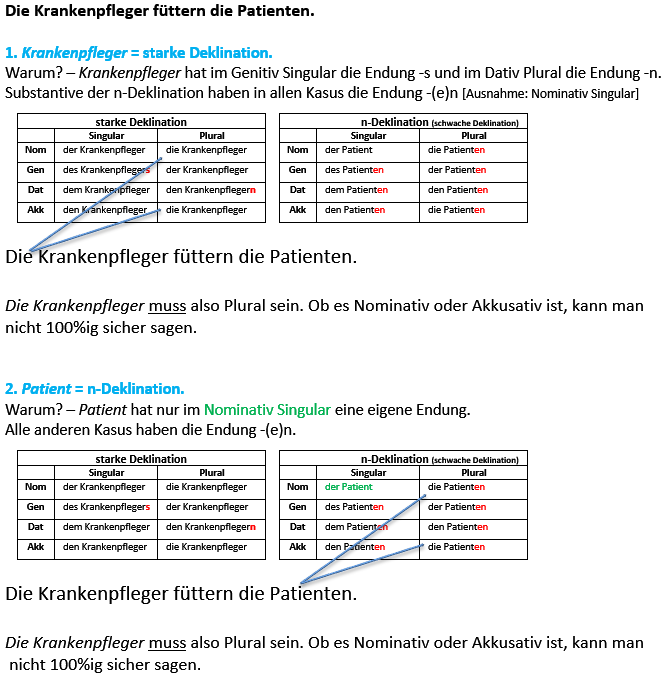 Die Krankenpfleger füttern die Patienten.
1. Krankenpfleger = starke Deklination.
Warum? – Krankenpfleger hat im Genitiv Singular die Endung -s und im Dativ Plural die Endung -n.
Substantive der n-Deklination haben in allen Kasus die Endung -(e)n [Ausnahme: Nominativ Singular]
starke Deklination
Singular Plural
Nom der Krankenpfleger die Krankenpfleger
Gen des Krankenpflegers der Krankenpfleger
Dat dem Krankenpfleger den Krankenpflegern
Akk den Krankenpfleger die Krankenpfleger
n-Deklination (schwache Deklination)
Singular Plural
Nom der Patient die Patienten
Gen des Patienten der Patienten
Dat dem Patienten den Patienten
Akk den Patienten die Patienten
Die Krankenpfleger füttern die Patienten.
Die Krankenpfleger muss also Plural sein. Ob es Nominativ oder Akkusativ ist, kann man
nicht 100%ig sicher sagen.
2. Patient = n-Deklination.
Warum? – Patient hat nur im Nominativ Singular eine eigene Endung.
Alle anderen Kasus haben die Endung -(e)n.
starke Deklination
Singular Plural
Nom der Krankenpfleger die Krankenpfleger
Gen des Krankenpflegers der Krankenpfleger
Dat dem Krankenpfleger den Krankenpflegern
Akk den Krankenpfleger die Krankenpfleger
n-Deklination (schwache Deklination)
Singular Plural
Nom der Patient die Patienten
Gen des Patienten der Patienten
Dat dem Patienten den Patienten
Akk den Patienten die Patienten
Die Krankenpfleger füttern die Patienten.
Die Krankenpfleger muss also Plural sein. Ob es Nominativ oder Akkusativ ist, kann man
nicht 100%ig sicher sagen.